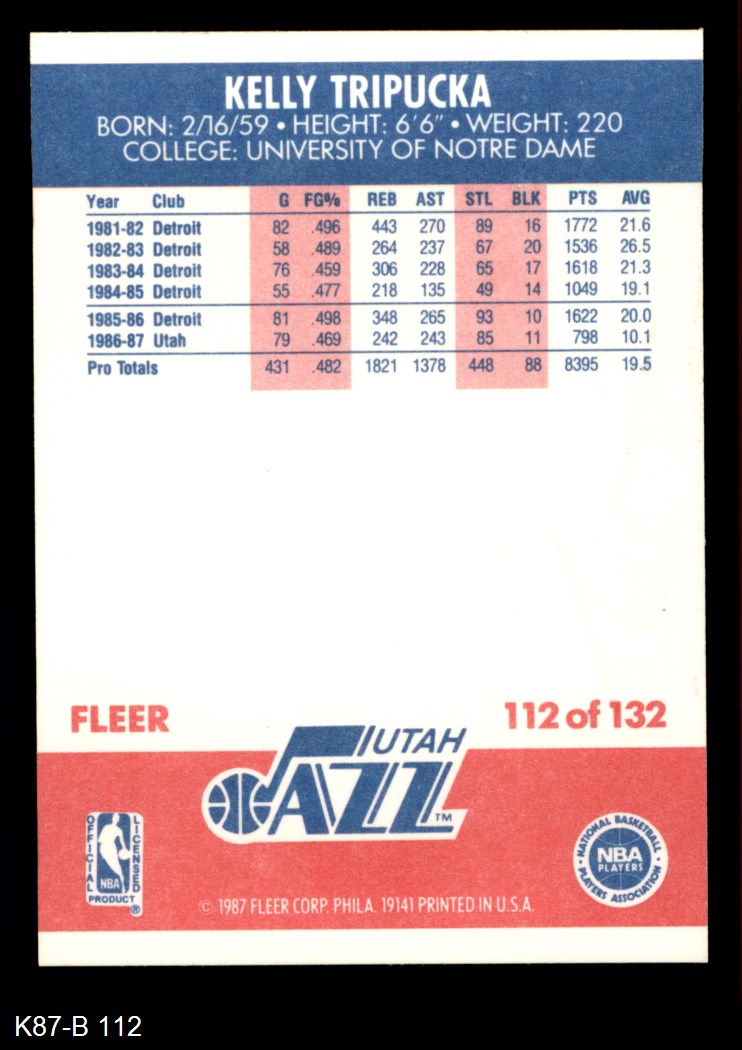 KELLY TRIPUCKA
BORN: 2/16/59 • HEIGHT: 6'6" • WEIGHT: 220
COLLEGE: UNIVERSITY OF NOTRE DAME
Year Club G FG% REB AST STL BLK PTS AVG
1981-82 Detroit 82 .496 443 270 89 16 1772 21.6
1982-83 Detroit 58 .489 264 237 67 20 1536 26.5
1983-84 Detroit 76 .459 306 228 65 17 1618 21.3
1984-85 Detroit 55 .477 218 135 49 14 1049 19.1
1985-86 Detroit 81 .498 348 265 93 10 1622 20.0
1986-87 Utah 79 .469 242 243 85 11 798 10.1
Pro Totals 431 .482 1821 1378 448 88 8395 19.5
FLEER 112 of 132
UTAH
JAZZ™
OFFICIAL LICENSED
NBA
PRODUCT ®
NATIONAL BASKETBALL
NBA
PLAYERS
PLAYERS ASSOCIATION
© 1987 FLEER CORP. PHILA. 19141 PRINTED IN U.S.A.
K87-B 112